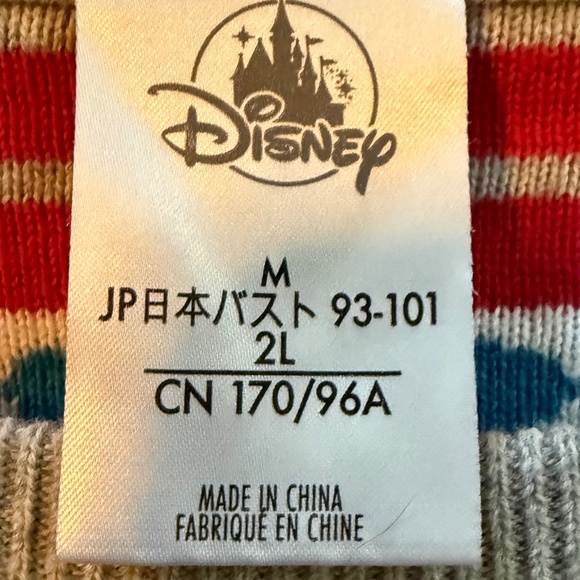 Disney
M
JP日本バスト 93-101
2L
CN 170/96A
MADE IN CHINA
FABRIQUÉ EN CHINE